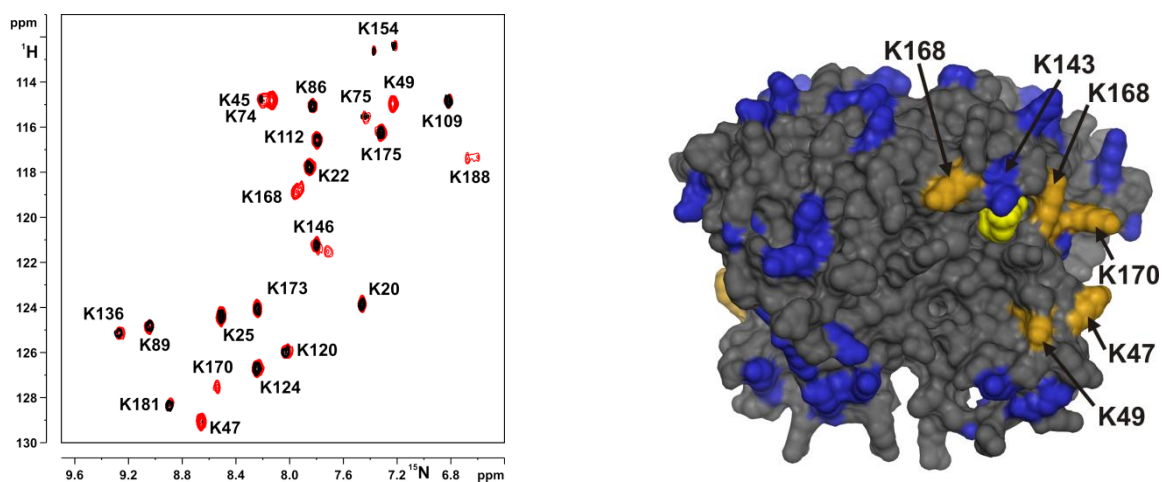 ppm
¹H
114
116
118
120
122
124
126
128
130
9.6
9.2
8.8
8.4
¹⁵N
8.0
7.6
7.2
6.8
ppm
K154
K45
K74
K86
K75
K49
K109
K112
K175
K22
K188
K168
K146
K136
K89
K173
K25
K20
K170
K120
K124
K181
K47
K168
K143
K168
K170
K47
K49